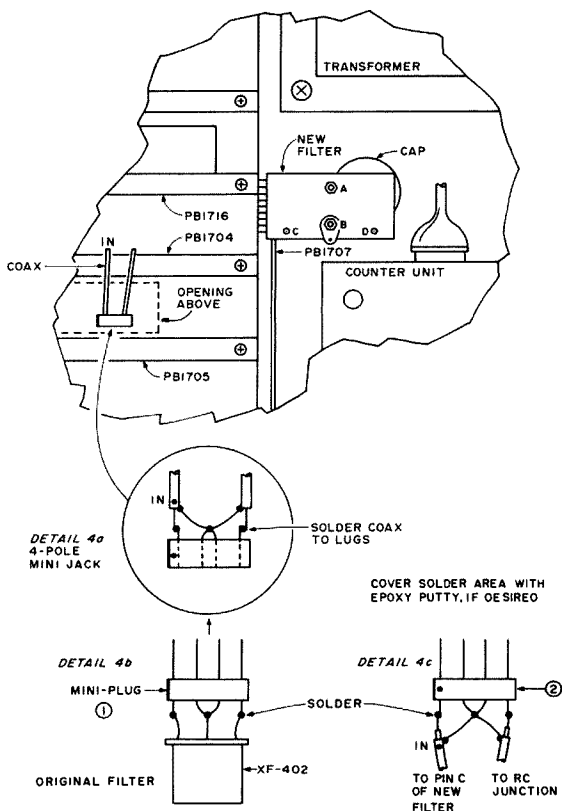 TRANSFORMER
NEW
FILTER
CAP
A
B
C
D
PB1716
PB1704
IN
COAX
PB1707
COUNTER UNIT
OPENING
ABOVE
PB1705
IN
DETAIL 4a
4-POLE
MINI JACK
SOLDER COAX
TO LUGS
COVER SOLDER AREA WITH
EPOXY PUTTY, IF OESIREO
DETAIL 4b
DETAIL 4c
MINI-PLUG
1
2
SOLDER
IN
ORIGINAL FILTER
XF-402
TO PIN C
OF NEW
FILTER
TO RC
JUNCTION